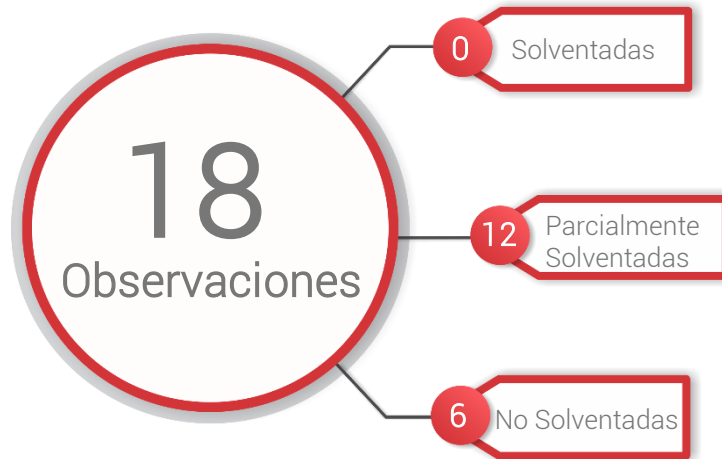 18
Observaciones
0
Solventadas
12
Parcialmente
Solventadas
6
No Solventadas